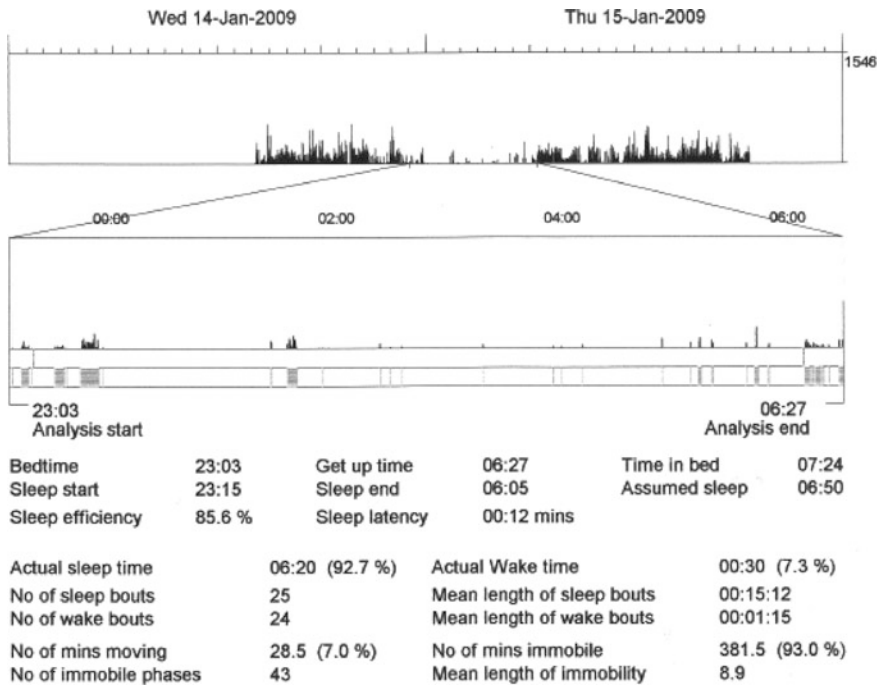 Wed 14-Jan-2009 Thu 15-Jan-2009
1546
00:00 02:00 04:00 06:00
23:03 06:27
Analysis start Analysis end
Bedtime 23:03 Get up time 06:27 Time in bed 07:24
Sleep start 23:15 Sleep end 06:05 Assumed sleep 06:50
Sleep efficiency 85.6 % Sleep latency 00:12 mins
Actual sleep time 06:20 (92.7 %) Actual Wake time 00:30 (7.3 %)
No of sleep bouts 25 Mean length of sleep bouts 00:15:12
No of wake bouts 24 Mean length of wake bouts 00:01:15
No of mins moving 28.5 (7.0 %) No of mins immobile 381.5 (93.0 %)
No of immobile phases 43 Mean length of immobility 8.9